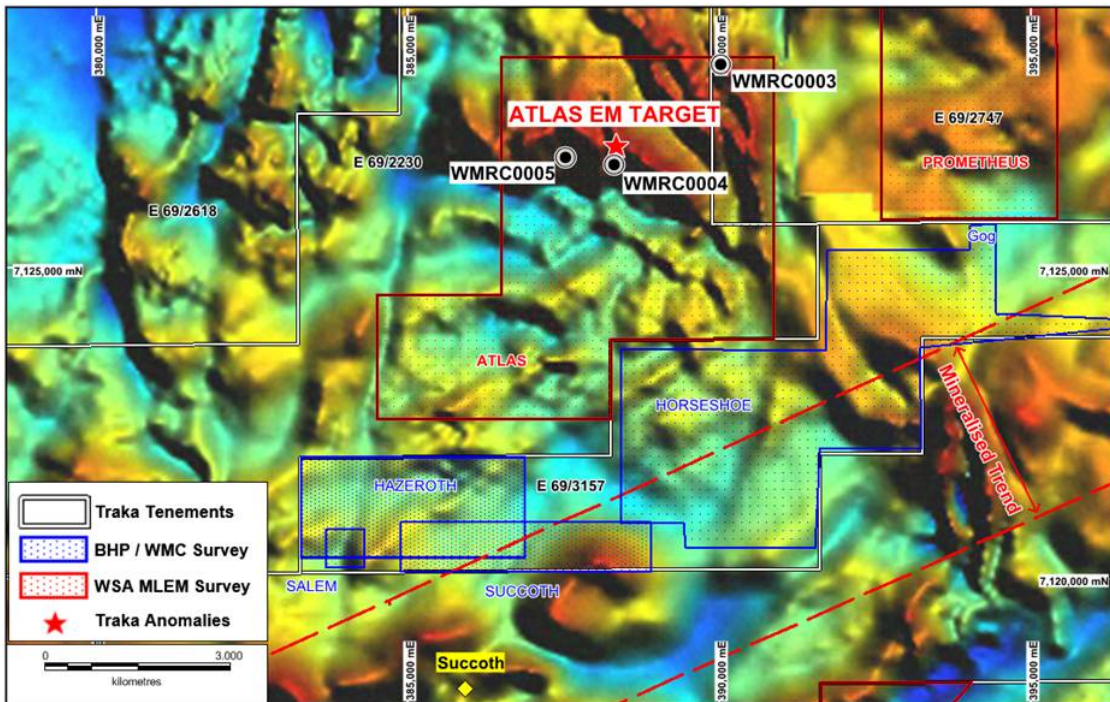 380,000 mE
385,000 mE
390,000 mE
395,000 mE
WMRC0003
ATLAS EM TARGET
E 69/2747
E 69/2230
PROMETHEUS
WMRC0005
WMRC0004
E 69/2618
Gog
7,125,000 mN
7,125,000 mN
ATLAS
HORSESHOE
Mineralised Trend
HAZEROTH
E 69/3157
Traka Tenements
BHP / WMC Survey
WSA MLEM Survey
Traka Anomalies
SALEM
SUCCOTH
7,120,000 mN
0
3.000
kilometres
Succoth
385,000 mE
390,000 mE
395,000 mE